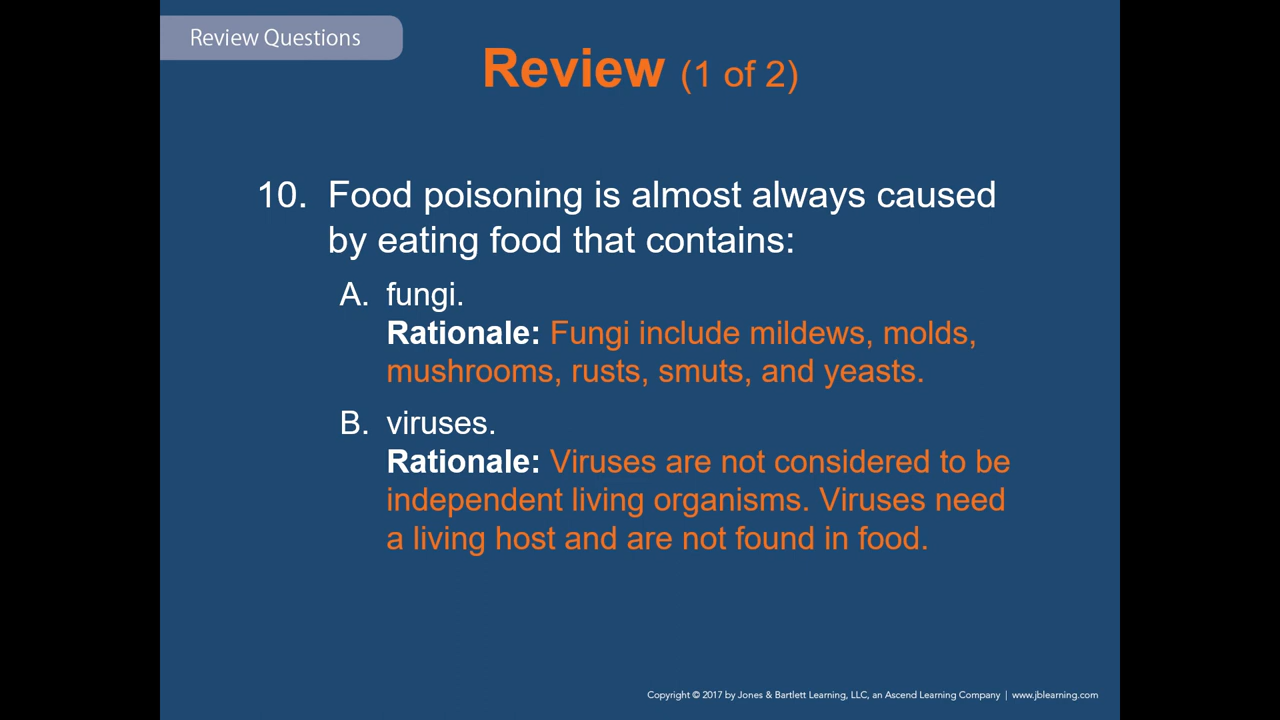 Review Questions
Review (1 of 2)
10. Food poisoning is almost always caused
by eating food that contains:
A. fungi.
Rationale: Fungi include mildews, molds,
mushrooms, rusts, smuts, and yeasts.
B. viruses.
Rationale: Viruses are not considered to be
independent living organisms. Viruses need
a living host and are not found in food.
Copyright © 2017 by Jones & Bartlett Learning, LLC, an Ascend Learning Company | www.jblearning.com